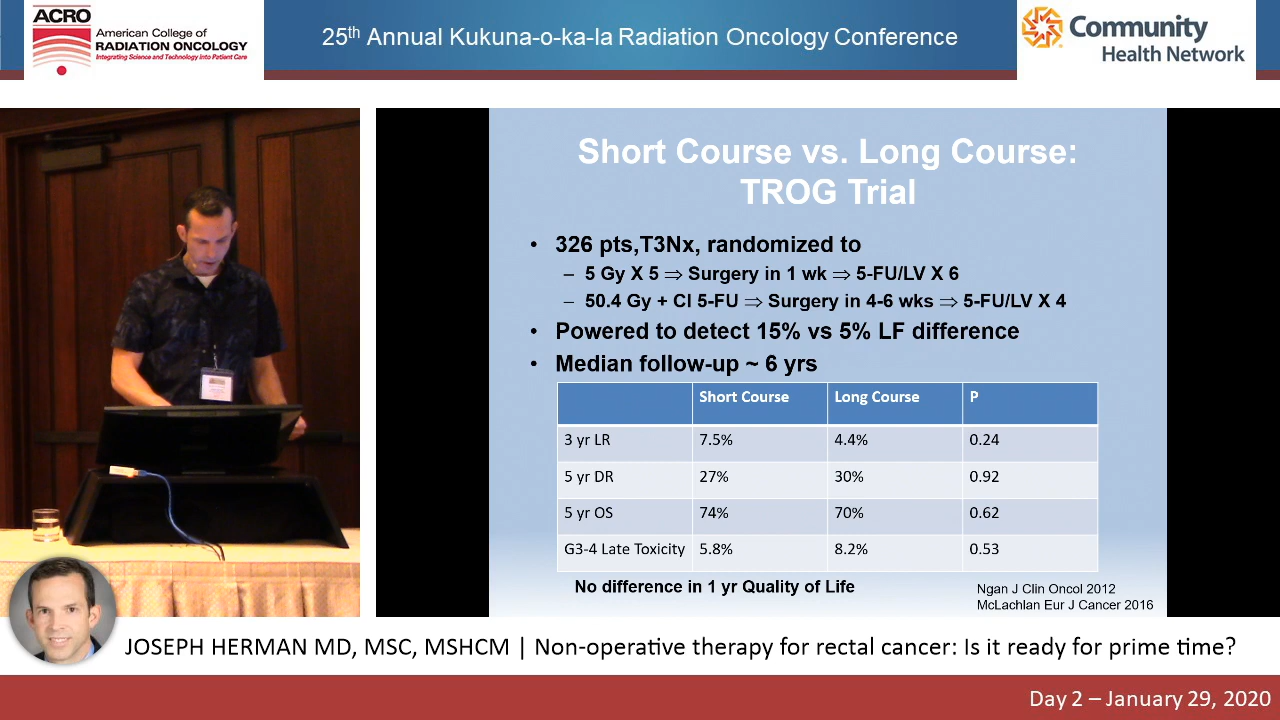 ACRO
American College of
RADIATION ONCOLOGY
Integrating Science and Technology Into Patient Care
25th Annual Kukuna-o-ka-la Radiation Oncology Conference
Community
Health Network
Short Course vs. Long Course:
TROG Trial
• 326 pts,T3Nx, randomized to
– 5 Gy X 5 ⇒ Surgery in 1 wk ⇒ 5-FU/LV X 6
– 50.4 Gy + CI 5-FU ⇒ Surgery in 4-6 wks ⇒ 5-FU/LV X 4
• Powered to detect 15% vs 5% LF difference
• Median follow-up ~ 6 yrs
Short Course Long Course P
3 yr LR 7.5% 4.4% 0.24
5 yr DR 27% 30% 0.92
5 yr OS 74% 70% 0.62
G3-4 Late Toxicity 5.8% 8.2% 0.53
No difference in 1 yr Quality of Life
Ngan J Clin Oncol 2012
McLachlan Eur J Cancer 2016
JOSEPH HERMAN MD, MSC, MSHCM | Non-operative therapy for rectal cancer: Is it ready for prime time?
Day 2 – January 29, 2020